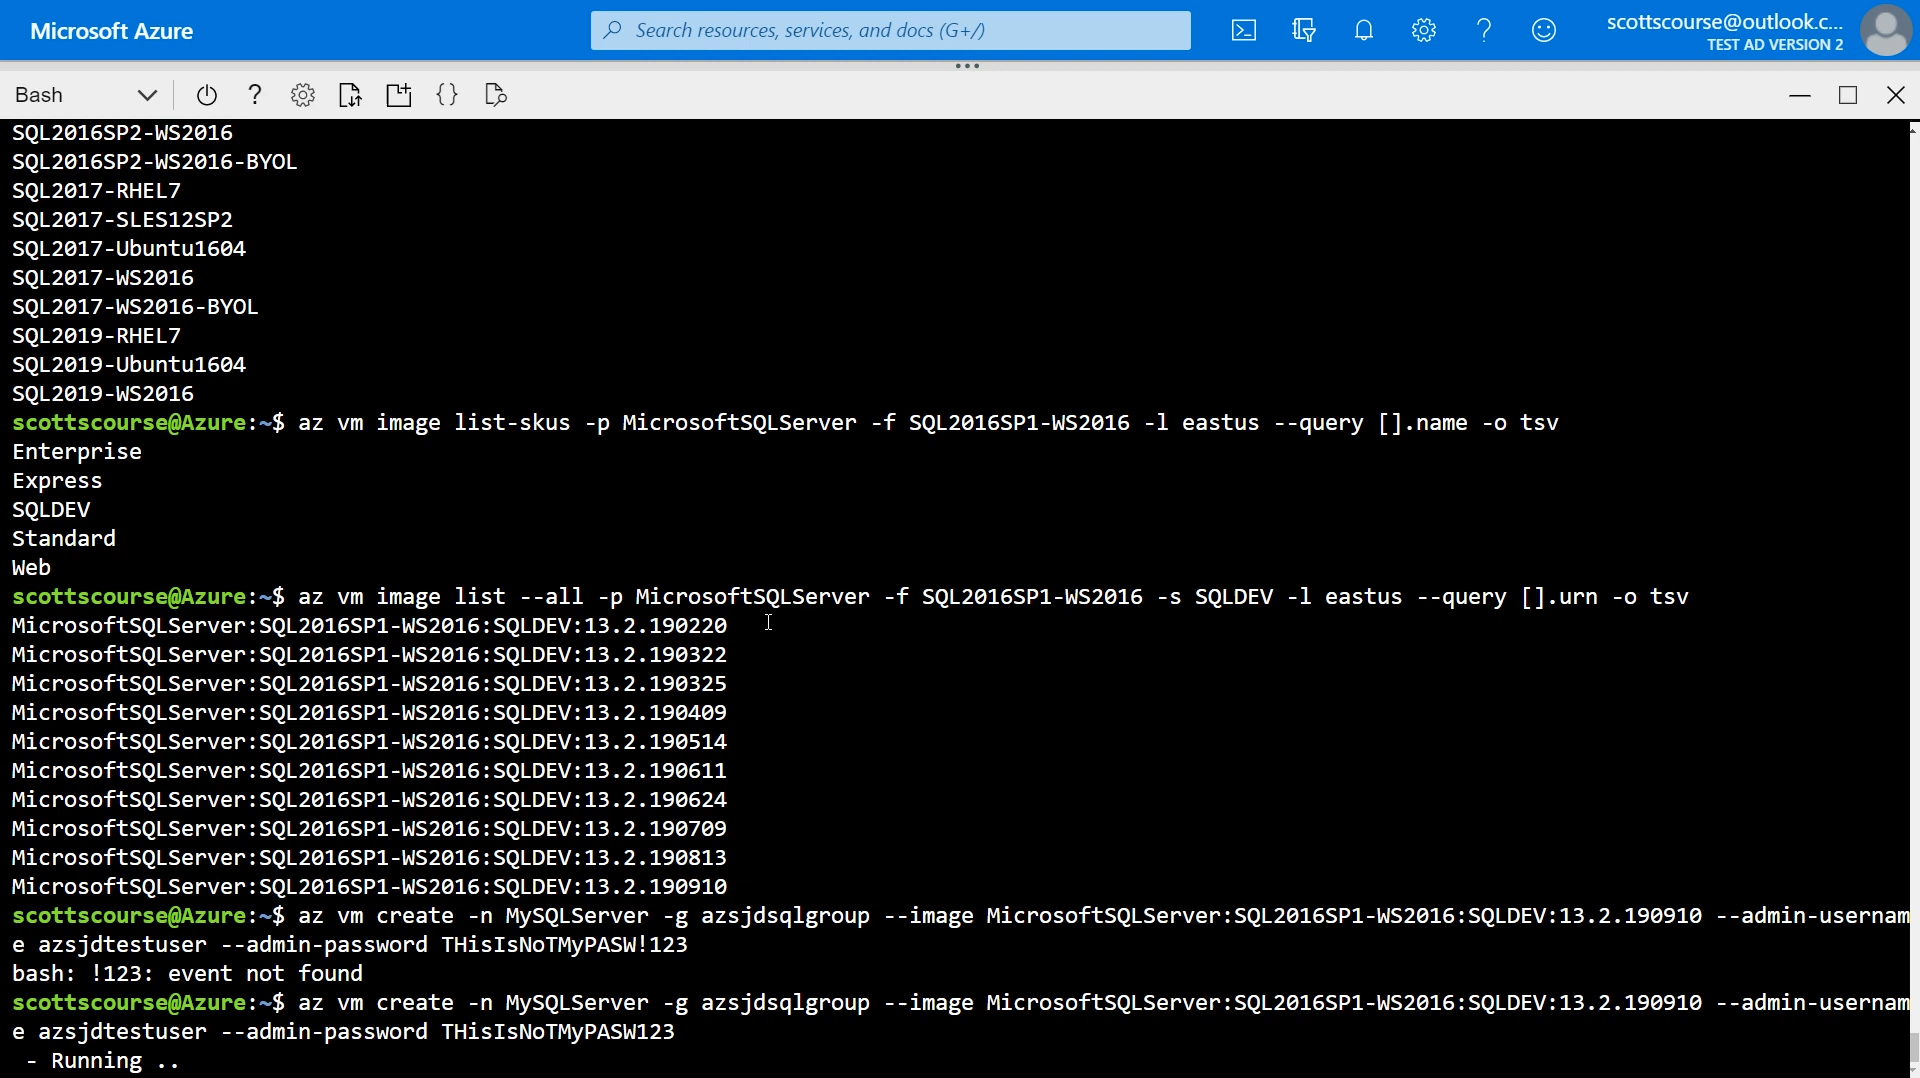 Microsoft Azure
Search resources, services, and docs (G+/)
scottscourse@outlook.c...
TEST AD VERSION 2
Bash
SQL2016SP2-WS2016
SQL2016SP2-WS2016-BYOL
SQL2017-RHEL7
SQL2017-SLES12SP2
SQL2017-Ubuntu1604
SQL2017-WS2016
SQL2017-WS2016-BYOL
SQL2019-RHEL7
SQL2019-Ubuntu1604
SQL2019-WS2016
scottscourse@Azure:~$ az vm image list-skus -p MicrosoftSQLServer -f SQL2016SP1-WS2016 -l eastus --query [].name -o tsv
Enterprise
Express
SQLDEV
Standard
Web
scottscourse@Azure:~$ az vm image list --all -p MicrosoftSQLServer -f SQL2016SP1-WS2016 -s SQLDEV -l eastus --query [].urn -o tsv
MicrosoftSQLServer:SQL2016SP1-WS2016:SQLDEV:13.2.190220
MicrosoftSQLServer:SQL2016SP1-WS2016:SQLDEV:13.2.190322
MicrosoftSQLServer:SQL2016SP1-WS2016:SQLDEV:13.2.190325
MicrosoftSQLServer:SQL2016SP1-WS2016:SQLDEV:13.2.190409
MicrosoftSQLServer:SQL2016SP1-WS2016:SQLDEV:13.2.190514
MicrosoftSQLServer:SQL2016SP1-WS2016:SQLDEV:13.2.190611
MicrosoftSQLServer:SQL2016SP1-WS2016:SQLDEV:13.2.190624
MicrosoftSQLServer:SQL2016SP1-WS2016:SQLDEV:13.2.190709
MicrosoftSQLServer:SQL2016SP1-WS2016:SQLDEV:13.2.190813
MicrosoftSQLServer:SQL2016SP1-WS2016:SQLDEV:13.2.190910
scottscourse@Azure:~$ az vm create -n MySQLServer -g azsjdsqlgroup --image MicrosoftSQLServer:SQL2016SP1-WS2016:SQLDEV:13.2.190910 --admin-usernam
e azsjdtestuser --admin-password THisIsNoTMyPASW!123
bash: !123: event not found
scottscourse@Azure:~$ az vm create -n MySQLServer -g azsjdsqlgroup --image MicrosoftSQLServer:SQL2016SP1-WS2016:SQLDEV:13.2.190910 --admin-usernam
e azsjdtestuser --admin-password THisIsNoTMyPASW123
- Running ..